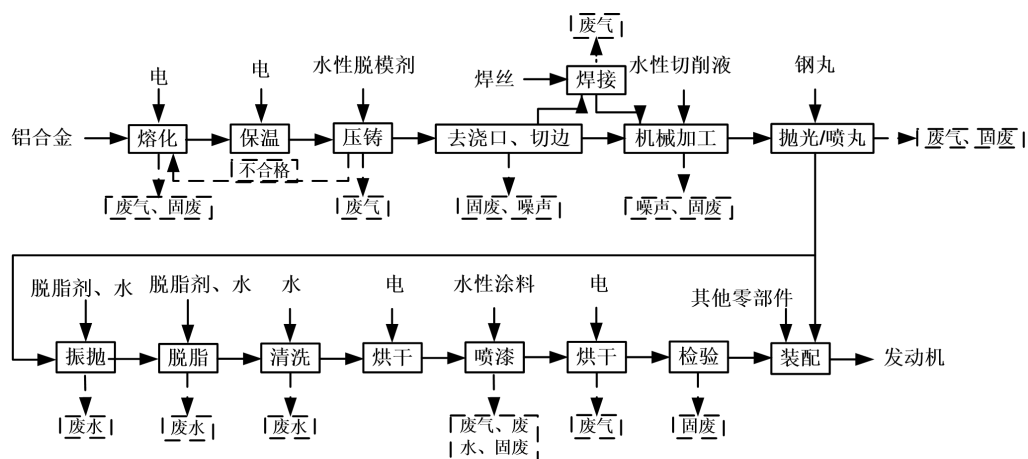 废气
电
电
水性脱模剂
焊丝
焊接
水性切削液
钢丸
铝合金
熔化
保温
压铸
去浇口、切边
机械加工
抛光/喷丸
废气、固废
不合格
废气、固废
废气
固废、噪声
噪声、固废
脱脂剂、水
脱脂剂、水
水
电
水性涂料
电
其他零部件
振抛
脱脂
清洗
烘干
喷漆
烘干
检验
装配
发动机
废水
废水
废水
废气、废
水、固废
废气
固废